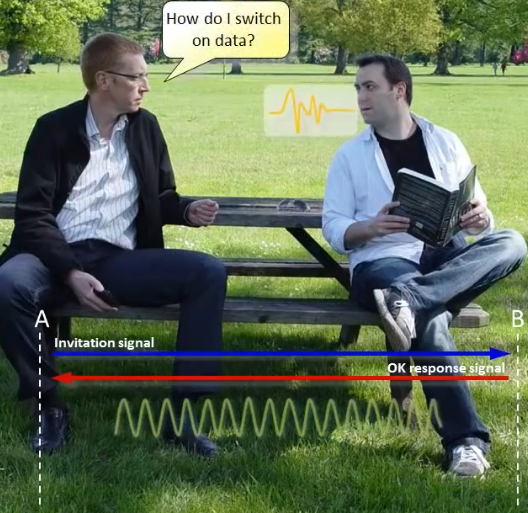 How do I switch
on data?
A
B
Invitation signal
OK response signal